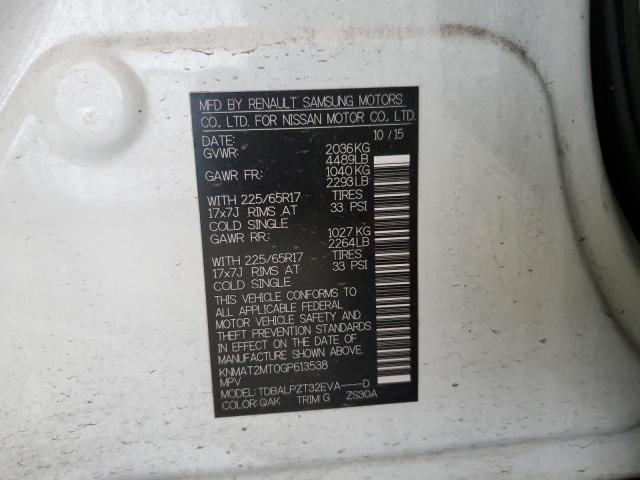 MFD BY RENAULT SAMSUNG MOTORS
CO., LTD. FOR NISSAN MOTOR CO., LTD.
DATE: 10 / 15
GVWR: 2036KG
4489LB
GAWR FR: 1040 KG
2293LB
WITH 225/65R17 TIRES
17x7J RIMS AT 33 PSI
COLD SINGLE
GAWR RR: 1027 KG
2264LB
WITH 225/65R17 TIRES
17x7J RIMS AT 33 PSI
COLD SINGLE
THIS VEHICLE CONFORMS TO
ALL APPLICABLE FEDERAL
MOTOR VEHICLE SAFETY AND
THEFT PREVENTION STANDARDS
IN EFFECT ON THE DATE OF
MANUFACTURE SHOWN ABOVE.
KNMAT2MT0GP613538
MPV
MODEL: TDBALPZT32EVA----D
COLOR: QAK TRIM: G ZS30A